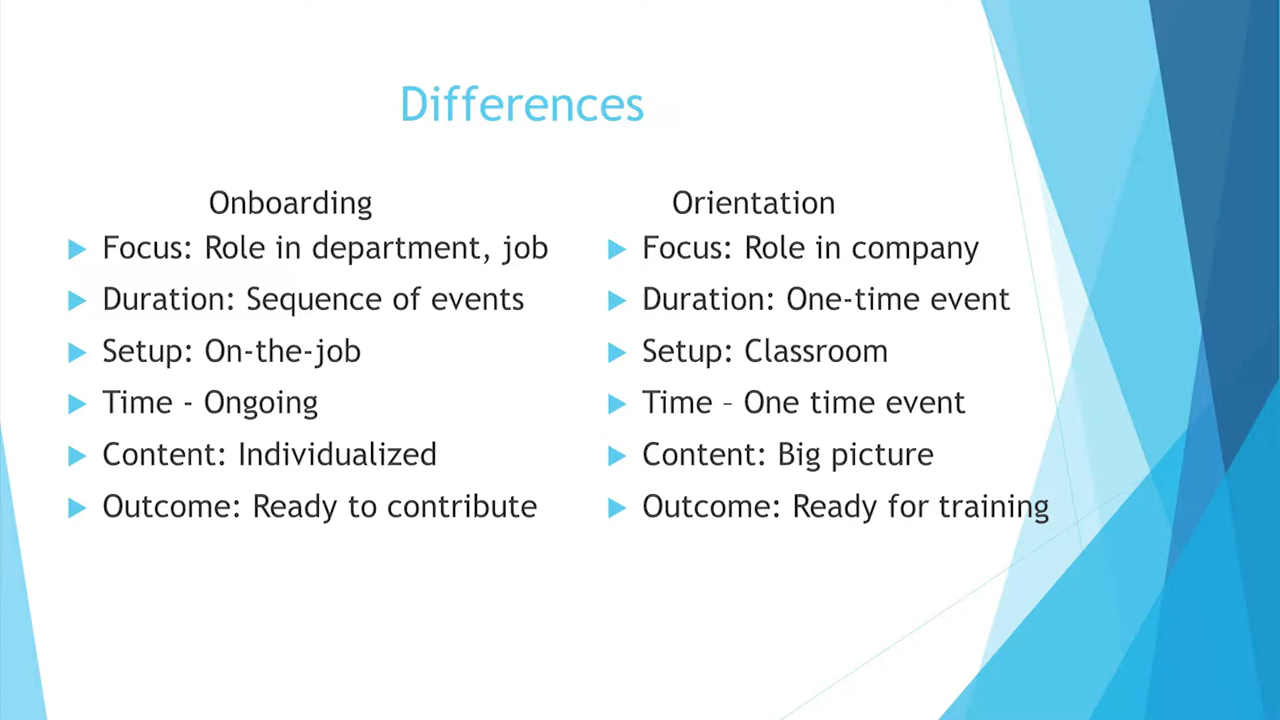 Differences
Onboarding
Focus: Role in department, job
Duration: Sequence of events
Setup: On-the-job
Time - Ongoing
Content: Individualized
Outcome: Ready to contribute
Orientation
Focus: Role in company
Duration: One-time event
Setup: Classroom
Time – One time event
Content: Big picture
Outcome: Ready for training